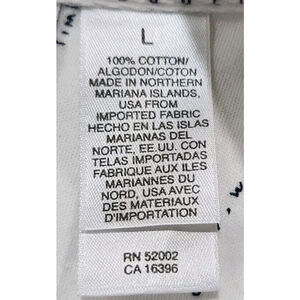 L
100% COTTON/
ALGODON/COTON
MADE IN NORTHERN
MARIANA ISLANDS,
USA FROM
IMPORTED FABRIC
HECHO EN LAS ISLAS
MARIANAS DEL
NORTE, EE.UU. CON
TELAS IMPORTADAS
FABRIQUE AUX ILES
MARIANNES DU
NORD, USA AVEC
DES MATERIAUX
D'IMPORTATION
RN 52002
CA 16396